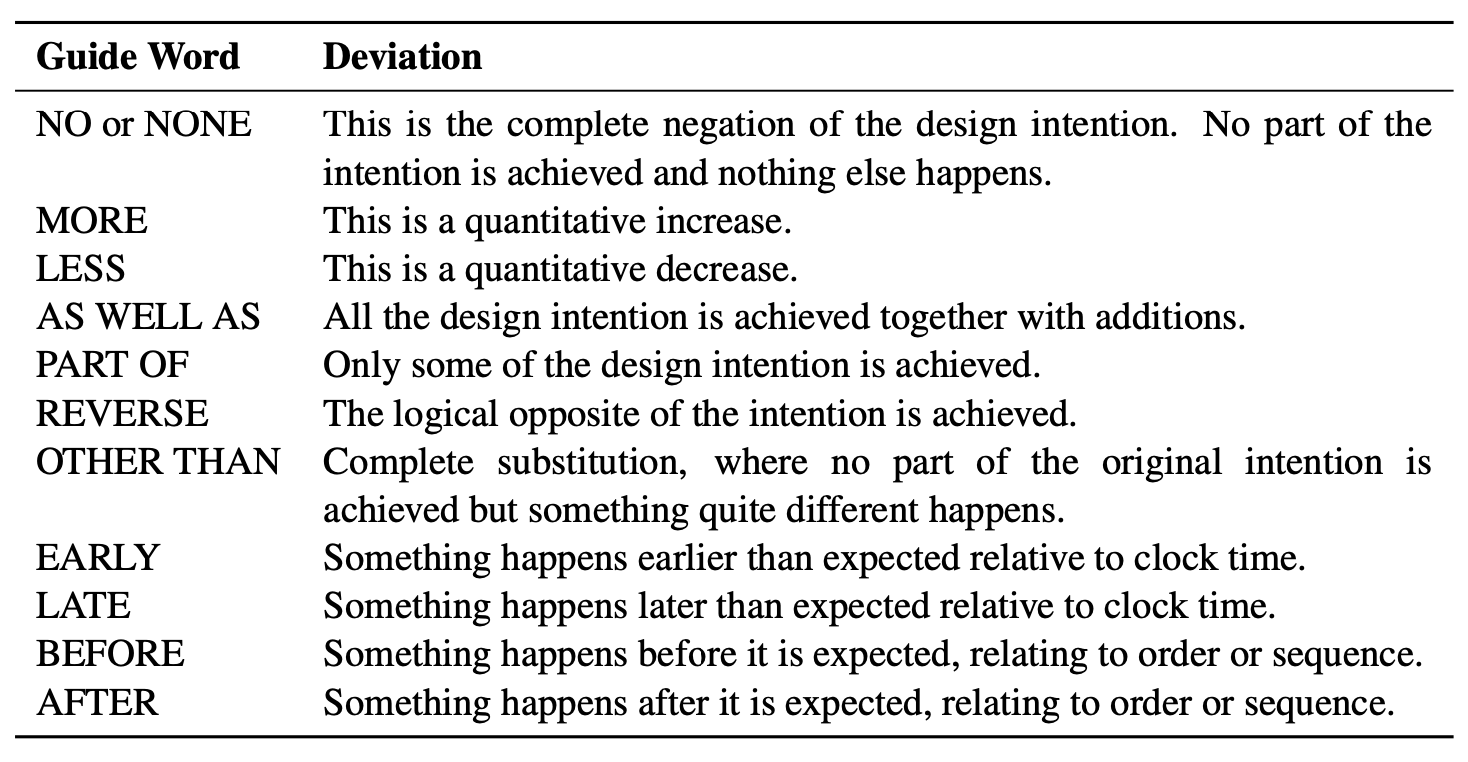 Guide Word Deviation
NO or NONE This is the complete negation of the design intention. No part of the
intention is achieved and nothing else happens.
MORE This is a quantitative increase.
LESS This is a quantitative decrease.
AS WELL AS All the design intention is achieved together with additions.
PART OF Only some of the design intention is achieved.
REVERSE The logical opposite of the intention is achieved.
OTHER THAN Complete substitution, where no part of the original intention is
achieved but something quite different happens.
EARLY Something happens earlier than expected relative to clock time.
LATE Something happens later than expected relative to clock time.
BEFORE Something happens before it is expected, relating to order or sequence.
AFTER Something happens after it is expected, relating to order or sequence.